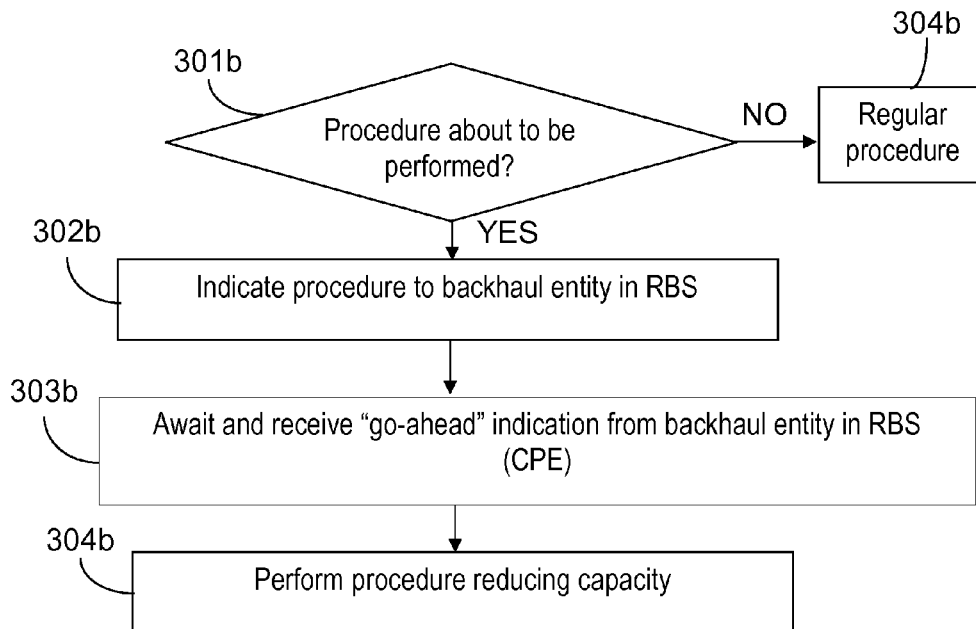 301b
304b
Procedure about to be
performed?
NO
Regular
procedure
YES
302b
Indicate procedure to backhaul entity in RBS
303b
Await and receive “go-ahead” indication from backhaul entity in RBS
(CPE)
304b
Perform procedure reducing capacity